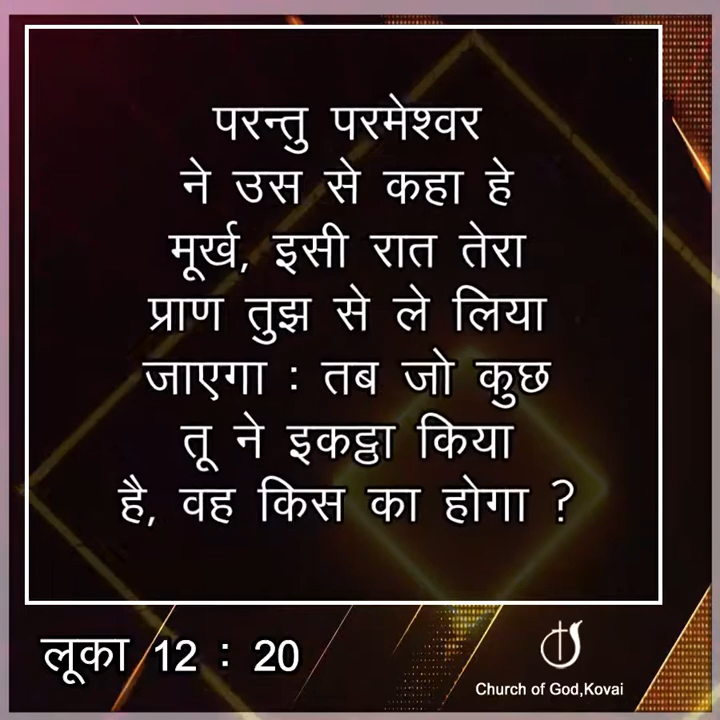 परन्तु परमेश्वर
ने उस से कहा हे
मूर्ख, इसी रात तेरा
प्राण तुझ से ले लिया
जाएगा : तब जो कुछ
तू ने इकट्ठा किया
है, वह किस का होगा ?
लूका 12 : 20
Church of God,Kovai